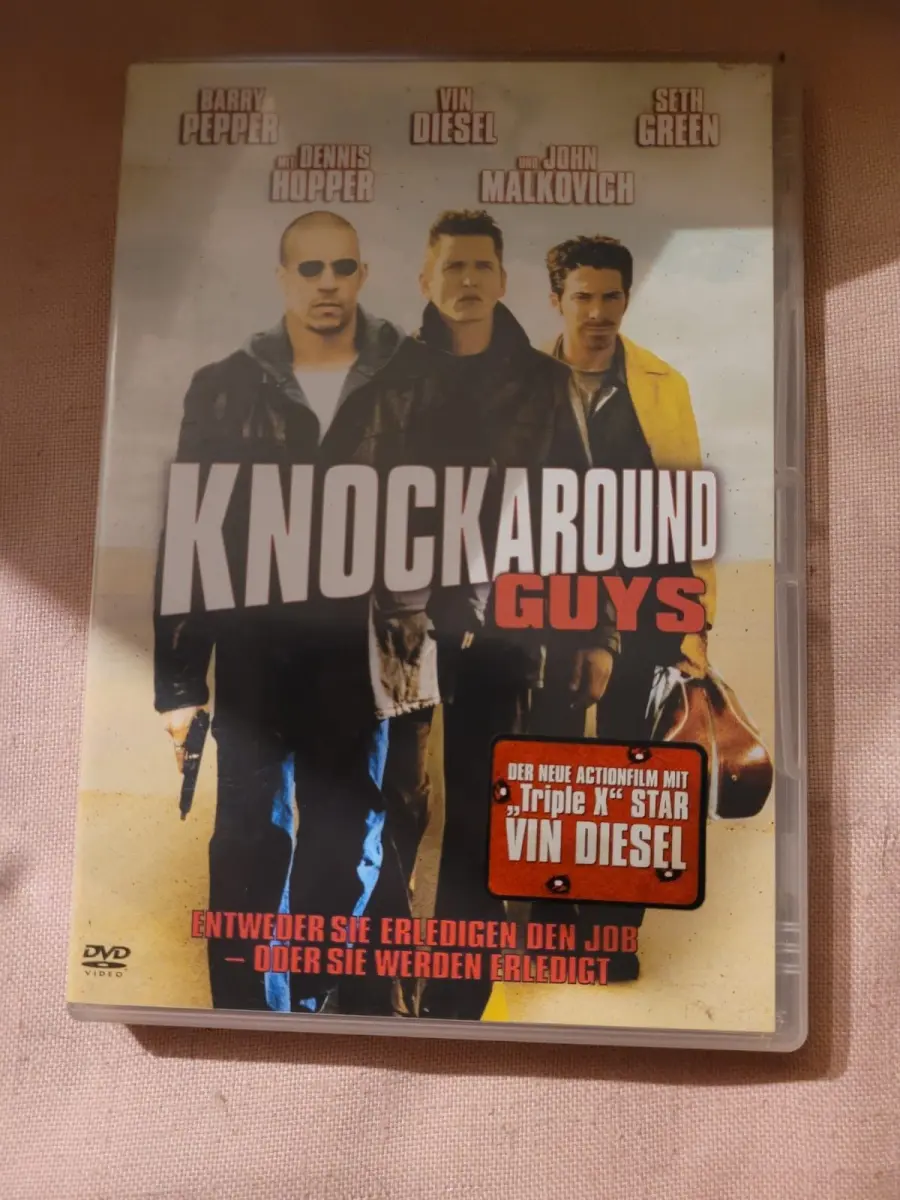 BARRY
PEPPER
VIN
DIESEL
SETH
GREEN
MIT DENNIS
HOPPER
UND JOHN
MALKOVICH
KNOCKAROUND
GUYS
DER NEUE ACTIONFILM MIT
„Triple X“ STAR
VIN DIESEL
ENTWEDER SIE ERLEDIGEN DEN JOB
– ODER SIE WERDEN ERLEDIGT
DVD
VIDEO